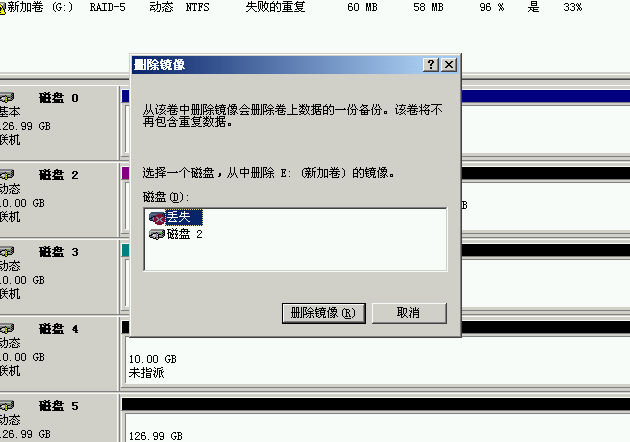 新加卷 (G:) RAID-5 动态 NTFS 失败的重复 60 MB 58 MB 96 % 是 33%
删除镜像
从该卷中删除镜像会删除卷上数据的一份备份。该卷将不
再包含重复数据。
选择一个磁盘,从中删除 E: (新加卷) 的镜像。
磁盘(D):
丢失
磁盘 2
删除镜像(R) 取消
磁盘 0
基本
126.99 GB
联机
磁盘 2
动态
10.00 GB
联机
B
磁盘 3
动态
10.00 GB
联机
磁盘 4
动态
10.00 GB
联机
10.00 GB
未指派
磁盘 5
动态
126.99 GB
126.99 GB